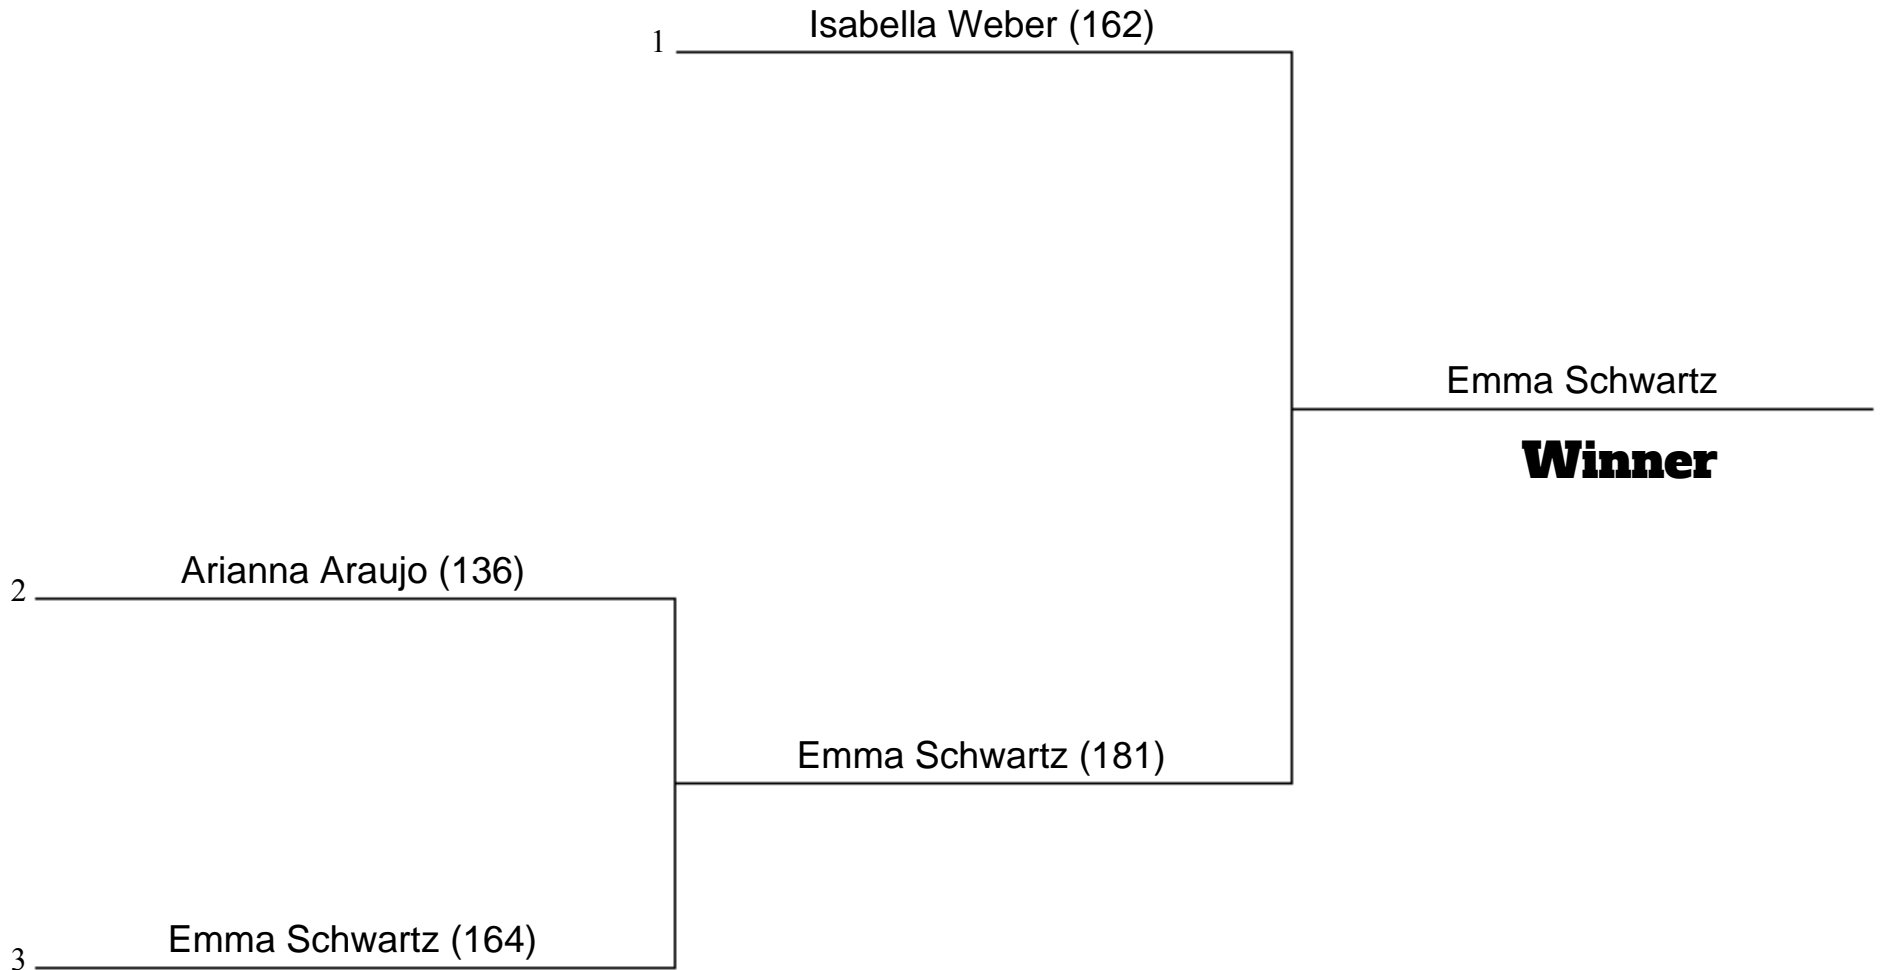 Isabella Weber (162)
1
Emma Schwartz
Winner
Arianna Araujo (136)
2
Emma Schwartz (181)
Emma Schwartz (164)
3